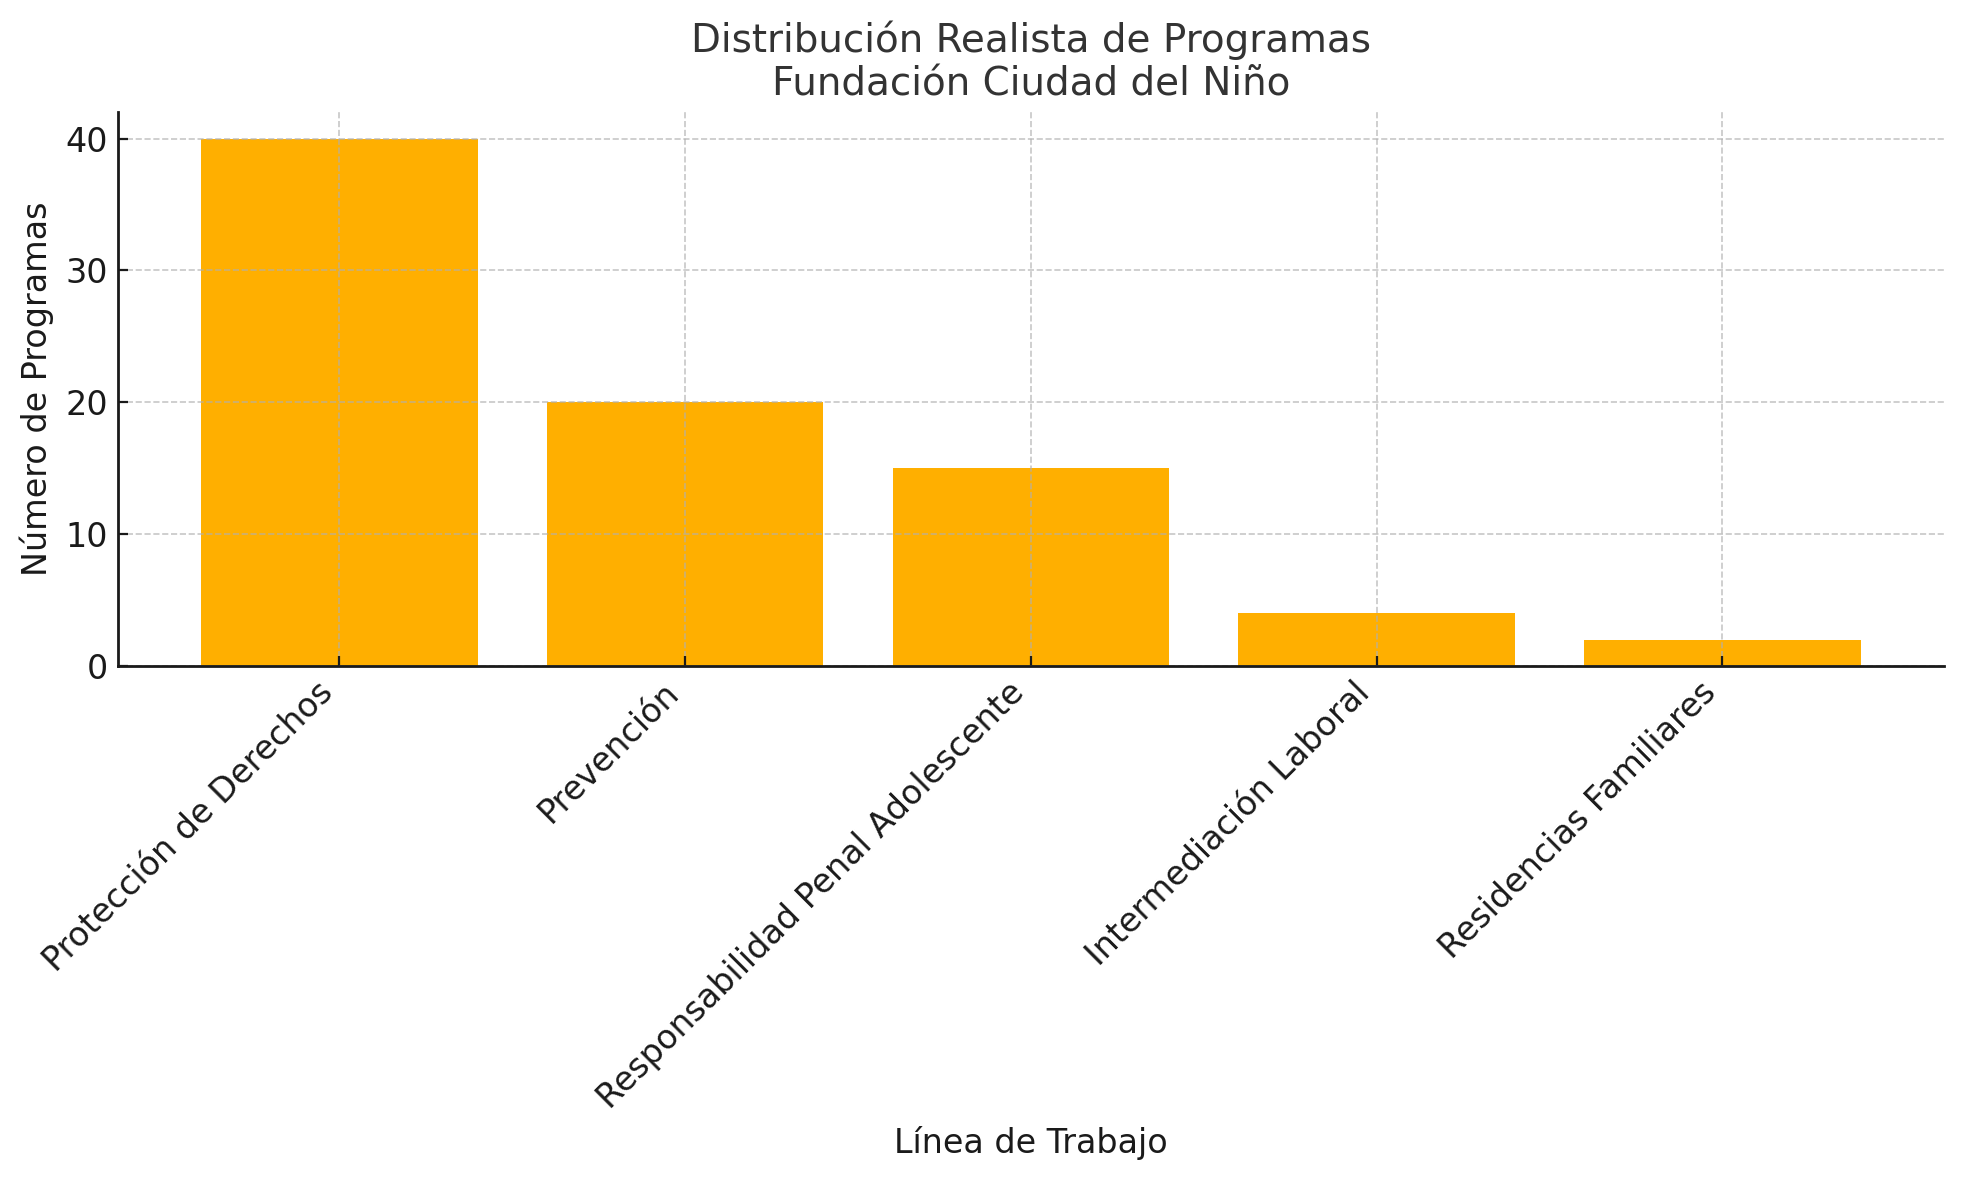 Distribución Realista de Programas
Fundación Ciudad del Niño
Número de Programas
40
30
20
10
0
Protección de Derechos
Prevención
Responsabilidad Penal Adolescente
Intermediación Laboral
Residencias Familiares
Línea de Trabajo